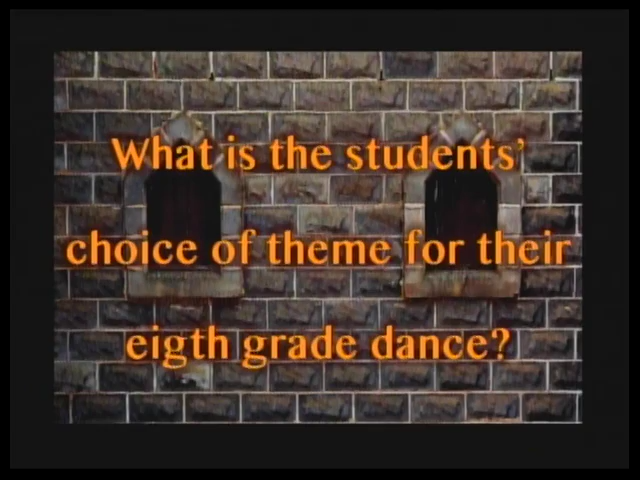 What is the students'
choice of theme for their
eigth grade dance?